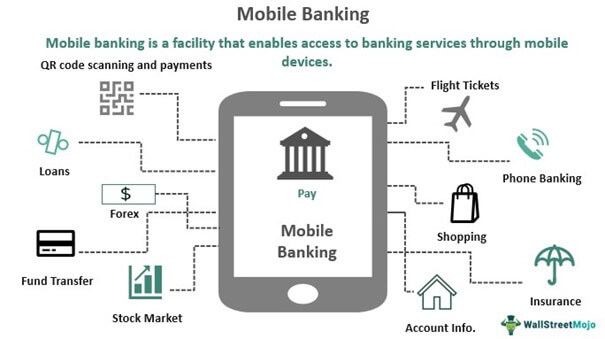 Mobile Banking
Mobile banking is a facility that enables access to banking services through mobile
devices.
QR code scanning and payments
Flight Tickets
Loans
Phone Banking
$
Forex
Pay
Mobile
Banking
Shopping
Fund Transfer
Stock Market
Account Info.
Insurance
WallStreetMojo